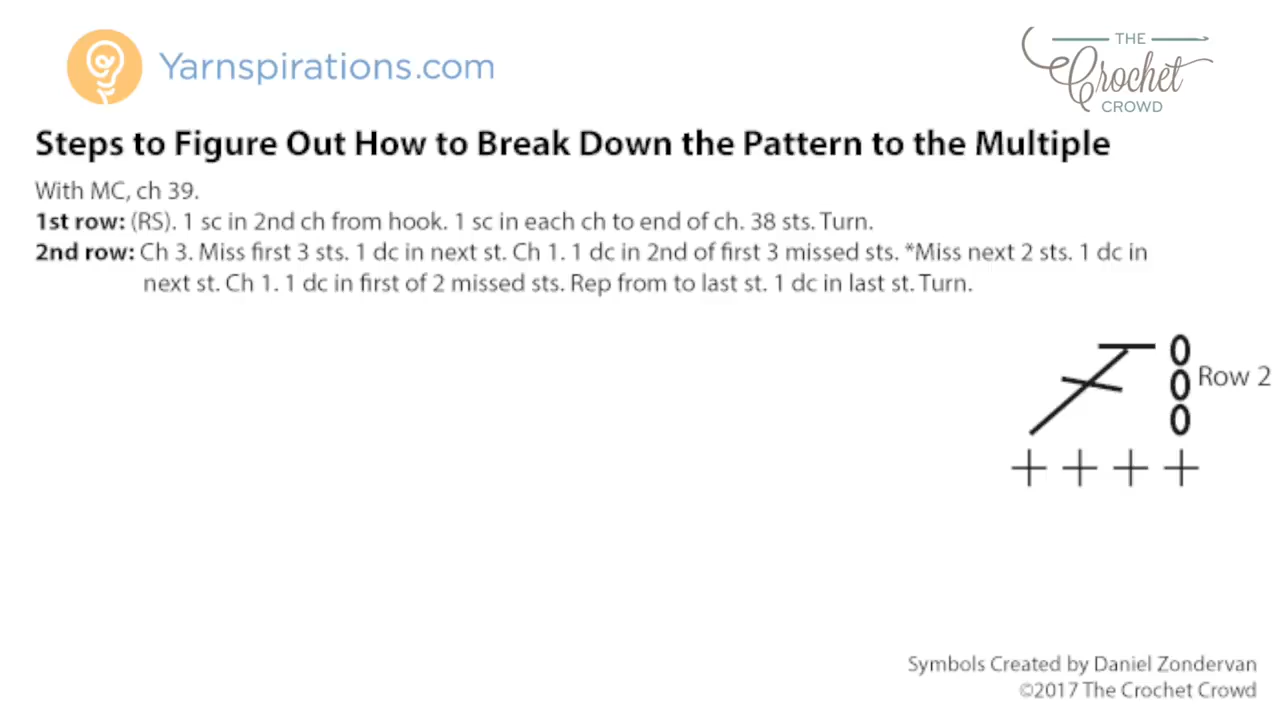 Yarnspirations.com
THE
Crochet
CROWD
Steps to Figure Out How to Break Down the Pattern to the Multiple
With MC, ch 39.
1st row: (RS). 1 sc in 2nd ch from hook. 1 sc in each ch to end of ch. 38 sts. Turn.
2nd row: Ch 3. Miss first 3 sts. 1 dc in next st. Ch 1. 1 dc in 2nd of first 3 missed sts. *Miss next 2 sts. 1 dc in
next st. Ch 1. 1 dc in first of 2 missed sts. Rep from to last st. 1 dc in last st. Turn.
Row 2
Symbols Created by Daniel Zondervan
©2017 The Crochet Crowd